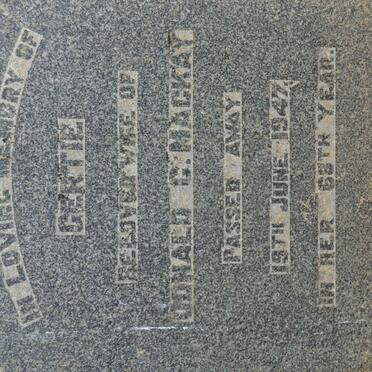 IN LOVING MEMORY OF
GERTIE
BELOVED WIFE OF
DONALD C. MACKAY
PASSED AWAY
19TH JUNE 1947,
IN HER 68TH YEAR.